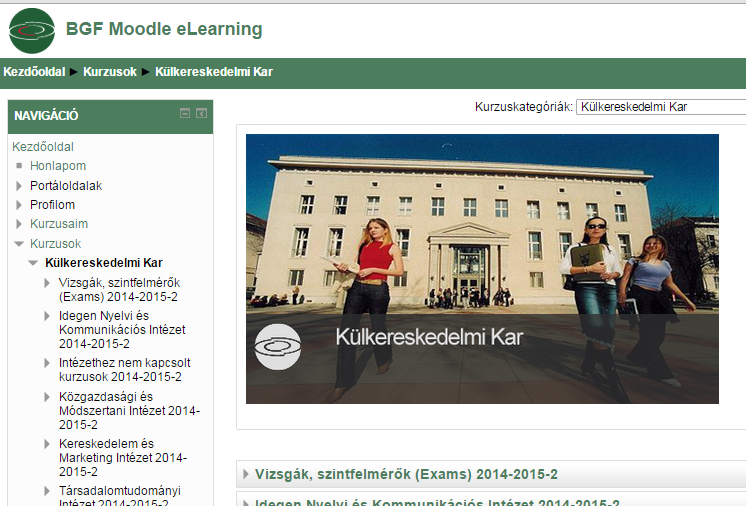 BGF Moodle eLearning
Kezdőoldal ► Kurzusok ► Külkereskedelmi Kar
NAVIGÁCIÓ
Kezdőoldal
Honlapom
Portáloldalak
Profilom
Kurzusaim
Kurzusok
Külkereskedelmi Kar
Vizsgák, szintfelmérők
(Exams) 2014-2015-2
Idegen Nyelvi és
Kommunikációs Intézet
2014-2015-2
Intézethez nem kapcsolt
kurzusok 2014-2015-2
Közgazdasági és
Módszertani Intézet 2014-
2015-2
Kereskedelem és
Marketing Intézet 2014-
2015-2
Társadalomtudományi
Intézet 2014-2015-2
Kurzuskategóriák: Külkereskedelmi Kar
Külkereskedelmi Kar
Vizsgák, szintfelmérők (Exams) 2014-2015-2
Idegen Nyelvi és Kommunikációs Intézet 2014-2015-2